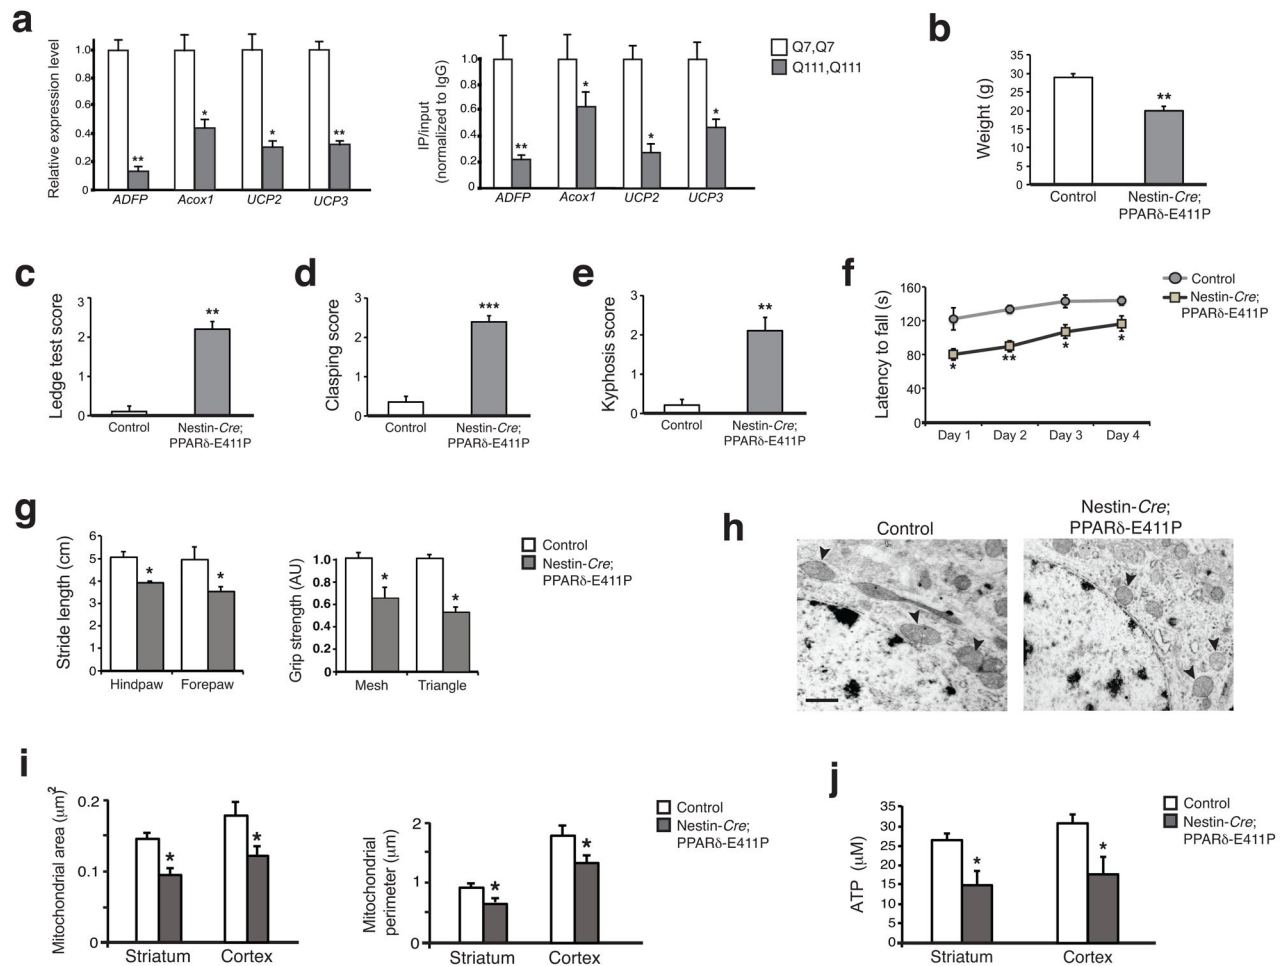 a
Relative expression level
1.0
0.8
0.6
0.4
0.2
0
** * * **
ADFP Acox1 UCP2 UCP3
IP/input
(normalized to IgG)
1.0
0.8
0.6
0.4
0.2
0
** * * *
ADFP Acox1 UCP2 UCP3
Q7,Q7
Q111,Q111
b
Weight (g)
35
30
25
20
15
10
5
0
**
Control Nestin-Cre;
PPARδ-E411P
c
Ledge test score
3
2
1
0
**
Control Nestin-Cre;
PPARδ-E411P
d
Clasping score
3
2
1
0
***
Control Nestin-Cre;
PPARδ-E411P
e
Kyphosis score
3
2
1
0
**
Control Nestin-Cre;
PPARδ-E411P
f
Latency to fall (s)
160
120
80
40
0
* ** * *
Day 1 Day 2 Day 3 Day 4
Control
Nestin-Cre;
PPARδ-E411P
g
Stride length (cm)
6
5
4
3
2
1
0
* *
Hindpaw Forepaw
Grip strength (AU)
1.0
0.8
0.6
0.4
0.2
0
* *
Mesh Triangle
Control
Nestin-Cre;
PPARδ-E411P
h
Control
Nestin-Cre;
PPARδ-E411P
i
Mitochondrial area (μm)2
0.2
0.1
0
* *
Striatum Cortex
Mitochondrial
perimeter (μm)
2
1
0
* *
Striatum Cortex
Control
Nestin-Cre;
PPARδ-E411P
j
ATP (μM)
35
30
25
20
15
10
5
0
* *
Striatum Cortex
Control
Nestin-Cre;
PPARδ-E411P